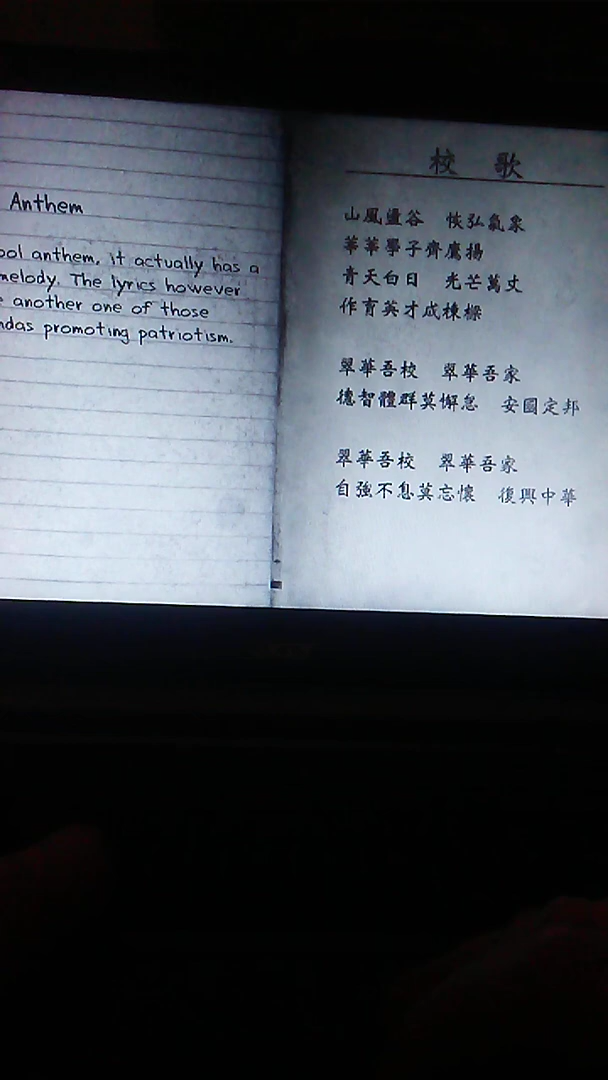 Anthem
ool anthem, it actually has a
melody. The lyrics however
e another one of those
ndas promoting patriotism.
校 歌
山風盪谷 恢弘氣象
莘莘學子齊鷹揚
青天白日 光芒萬丈
作育英才成棟樑
翠華吾校 翠華吾家
德智體群莫懈怠 安國定邦
翠華吾校 翠華吾家
自強不息莫忘懷 復興中華